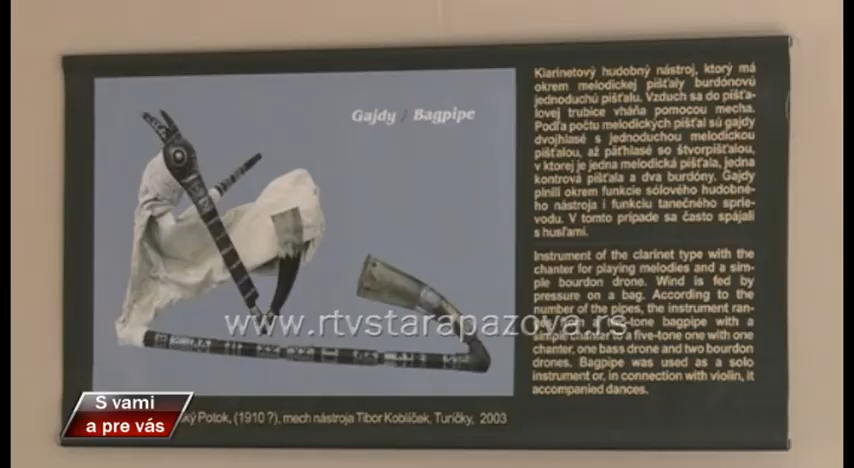 Gajdy / Bagpipe
Klarinetový hudobný nástroj, ktorý má
okrem melodickej píšťaly burdónovú
jednoduchú píšťalu. Vzduch sa do píšťa-
lovej trubice vháňa pomocou mecha.
Podľa počtu melodických píšťal sú gajdy
dvojhlasé s jednoduchou melodickou
píšťalou, až päťhlasé so štvorpíšťalou,
v ktorej je jedna melodická píšťala, jedna
kontrová píšťala a dva burdóny. Gajdy
plnili okrem funkcie sólového hudobné-
ho nástroja i funkciu tanečného sprie-
vodu. V tomto prípade sa často spájali
s husľami.
Instrument of the clarinet type with the
chanter for playing melodies and a sim-
ple bourdon drone. Wind is fed by
pressure on a bag. According to the
number of the pipes, the instrument ran-
-tone bagpipe with a
simple chanter to a five-tone one with one
chanter, one bass drone and two bourdon
drones. Bagpipe was used as a solo
instrument or, in connection with violin, it
accompanied dances.
www.rtvstarapazova.rs
ský Potok, (1910 ?), mech nástroja Tibor Koblíček, Turíčky, 2003
S vami
a pre vás